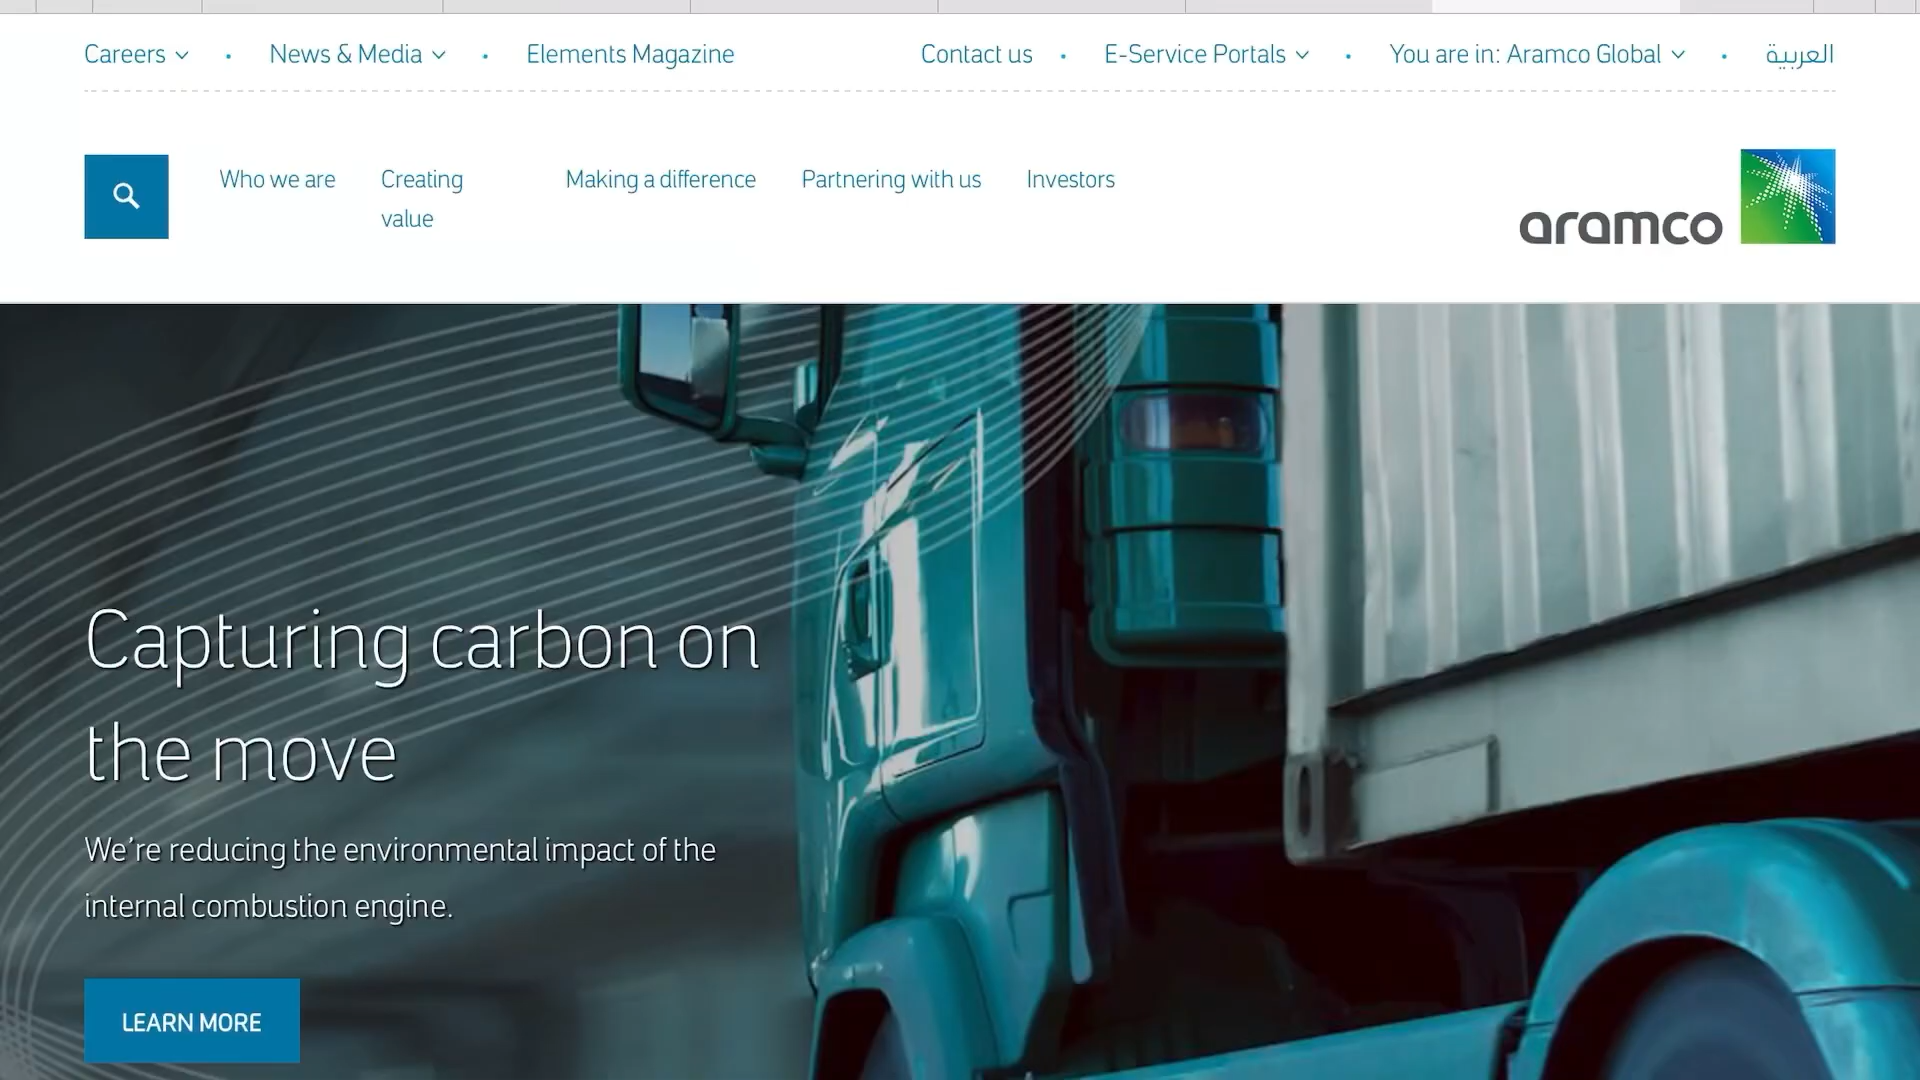 Careers
News & Media
Elements Magazine
Contact us
E-Service Portals
You are in: Aramco Global
العربية
Who we are
Creating
value
Making a difference
Partnering with us
Investors
aramco
Capturing carbon on
the move
We’re reducing the environmental impact of the
internal combustion engine.
LEARN MORE